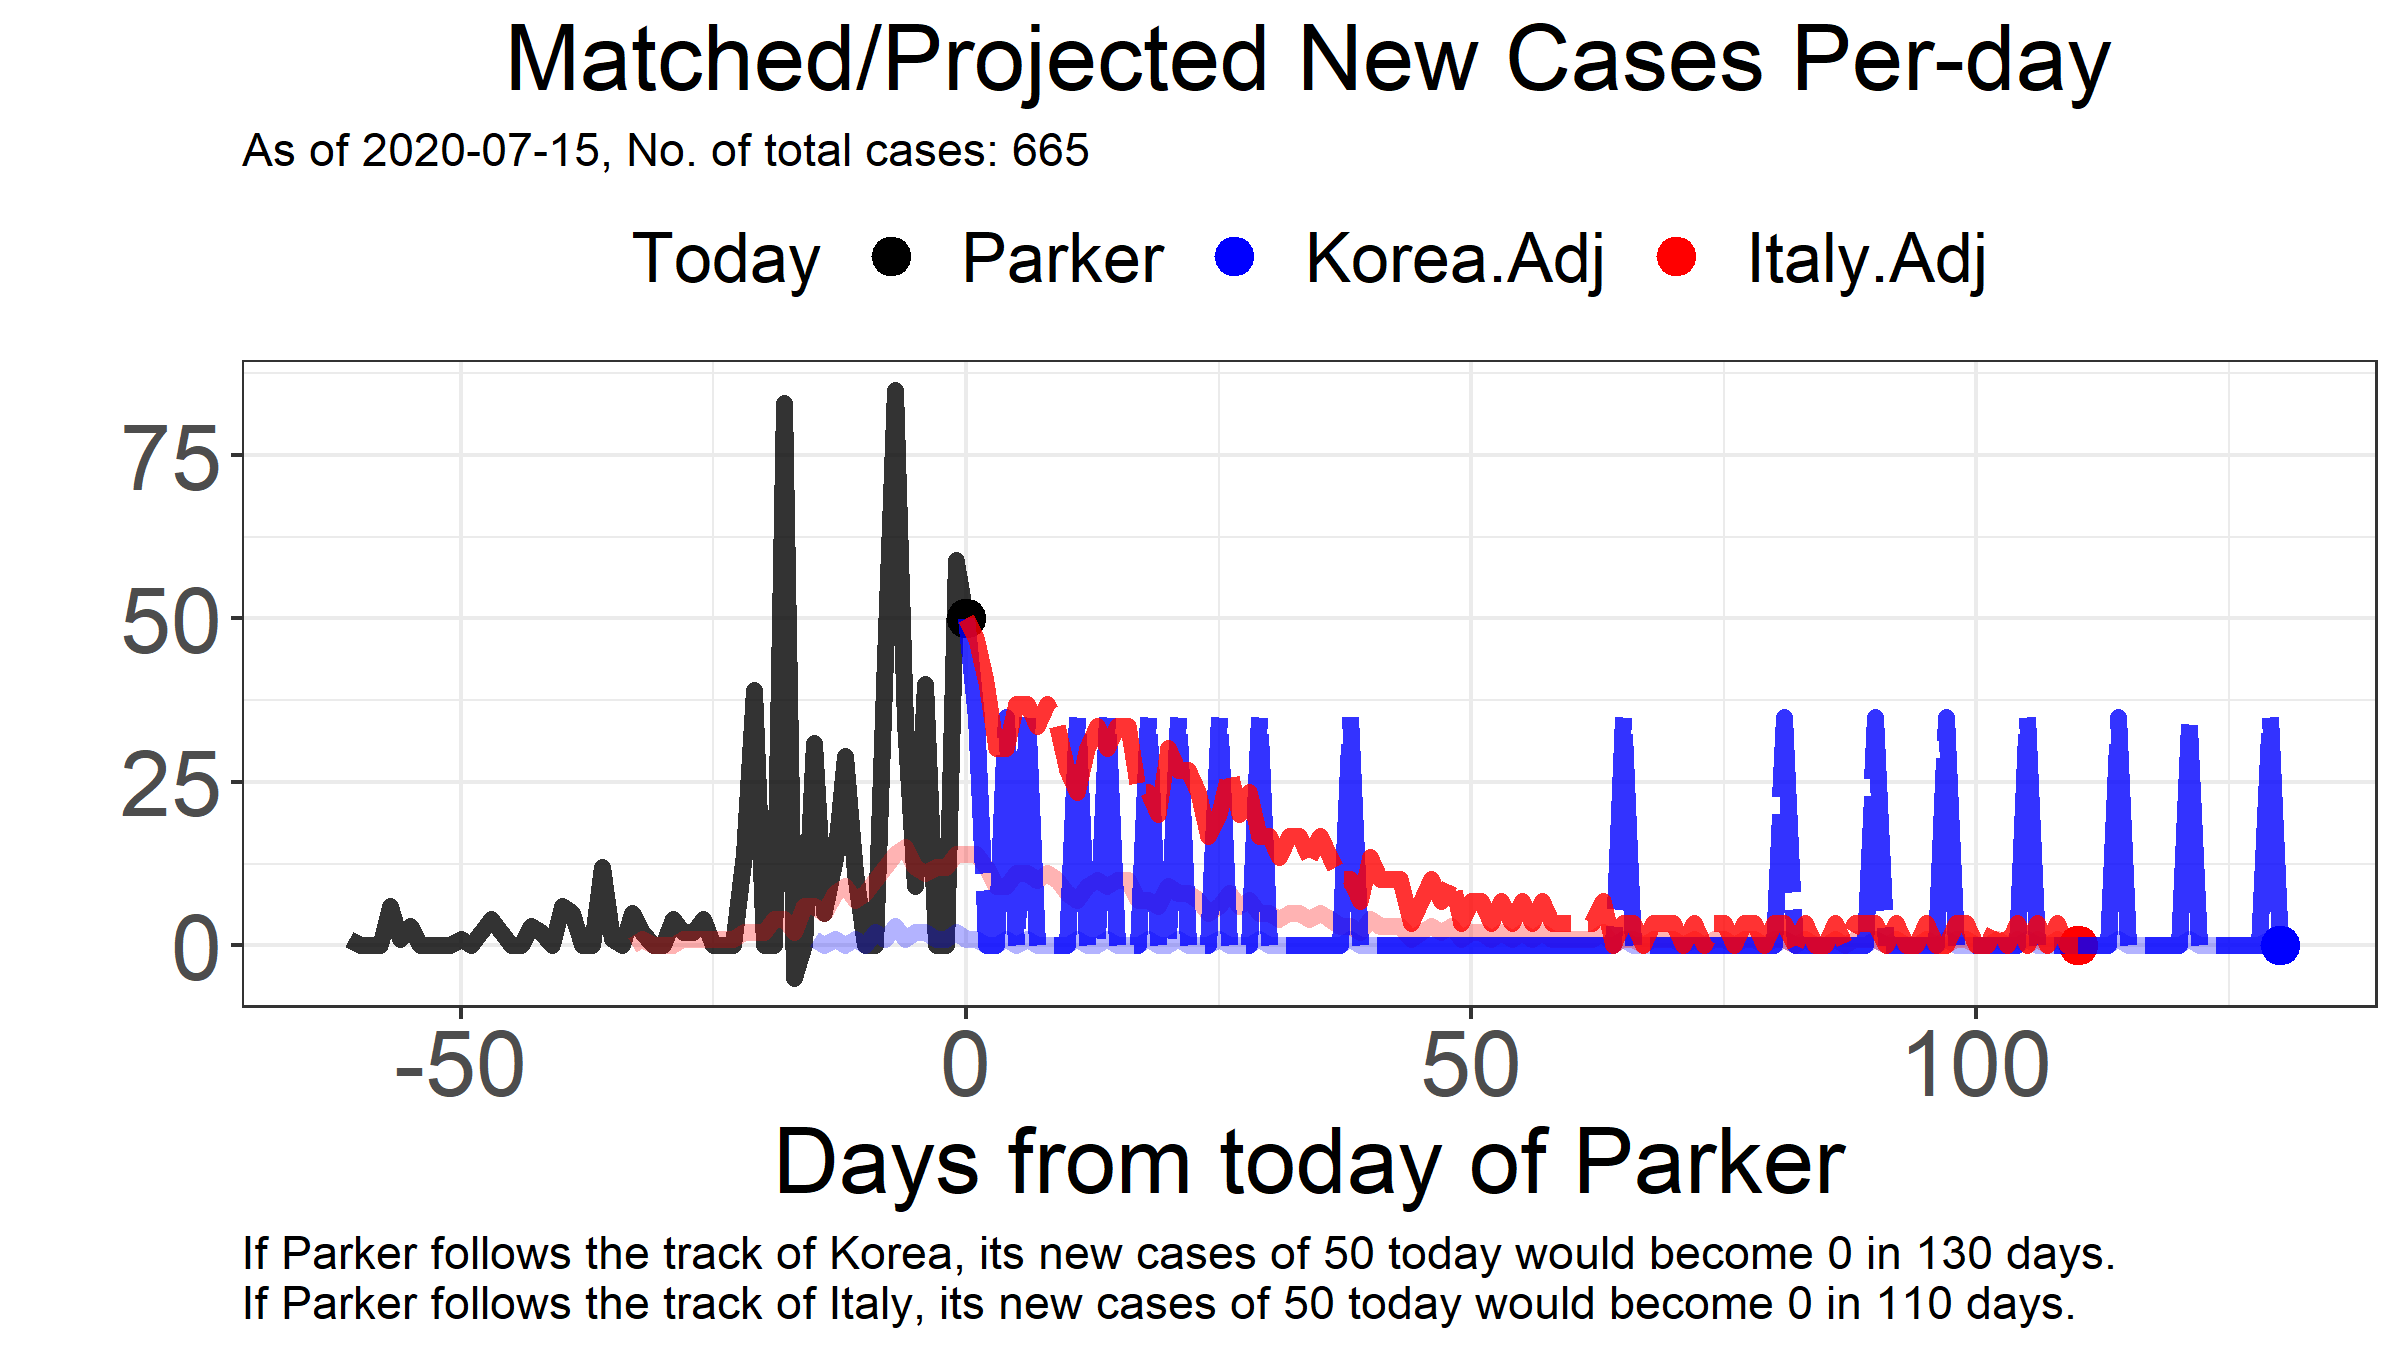 Matched/Projected New Cases Per-day
As of 2020-07-15, No. of total cases: 665
Today Parker Korea.Adj Italy.Adj
75
50
25
0
-50 0 50 100
Days from today of Parker
If Parker follows the track of Korea, its new cases of 50 today would become 0 in 130 days.
If Parker follows the track of Italy, its new cases of 50 today would become 0 in 110 days.